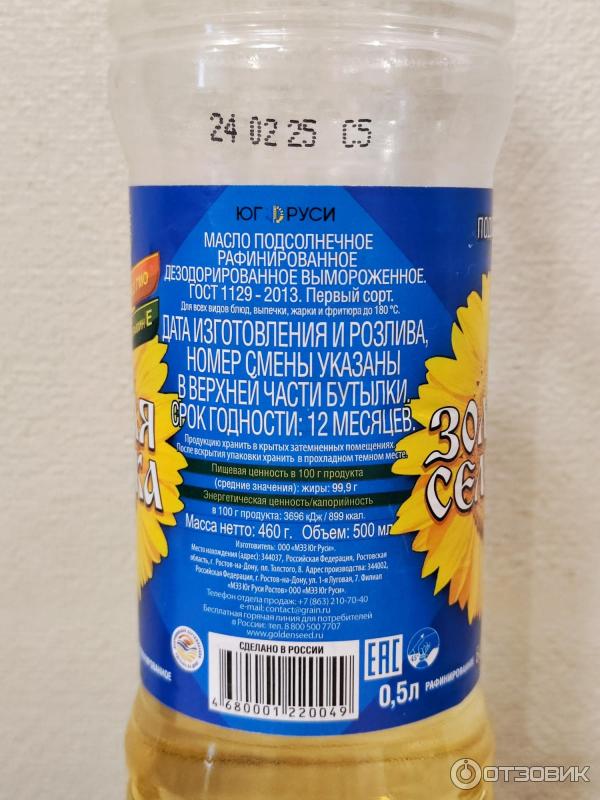 24 02 25 C5
ЮГ РУСИ
МАСЛО ПОДСОЛНЕЧНОЕ
РАФИНИРОВАННОЕ
ДЕЗОДОРИРОВАННОЕ ВЫМОРОЖЕННОЕ.
ГОСТ 1129 - 2013. Первый сорт.
Для всех видов блюд, выпечки, жарки и фритюра до 180 °С.
ДАТА ИЗГОТОВЛЕНИЯ И РОЗЛИВА,
НОМЕР СМЕНЫ УКАЗАНЫ
В ВЕРХНЕЙ ЧАСТИ БУТЫЛКИ.
СРОК ГОДНОСТИ: 12 МЕСЯЦЕВ.
Продукцию хранить в крытых затемненных помещениях.
После вскрытия упаковки хранить в прохладном темном месте.
Пищевая ценность в 100 г продукта
(средние значения): жиры: 99,9 г
Энергетическая ценность/калорийность
в 100 г продукта: 3696 кДж / 899 ккал.
Масса нетто: 460 г. Объем: 500 мл
Изготовитель: ООО «МЭЗ Юг Руси».
Место нахождения (адрес): 344037, Российская Федерация, Ростовская
область, г. Ростов-на-Дону, пл. Толстого, 8. Адрес производства: 344002,
Российская Федерация, г. Ростов-на-Дону, ул. 1-я Луговая, 7. Филиал
«МЭЗ Юг Руси Ростов» ООО «МЭЗ Юг Руси».
Телефон отдела продаж: +7 (863) 210-70-40
e-mail: contact@grain.ru
Бесплатная горячая линия для потребителей
в России: тел. 8 800 500 7707
www.goldenseed.ru
СДЕЛАНО В РОССИИ
4 680001 220049
EAC
0,5л
РАФИНИРОВАННОЕ
ЗОЛ
СЕМ
ОТЗОВИК